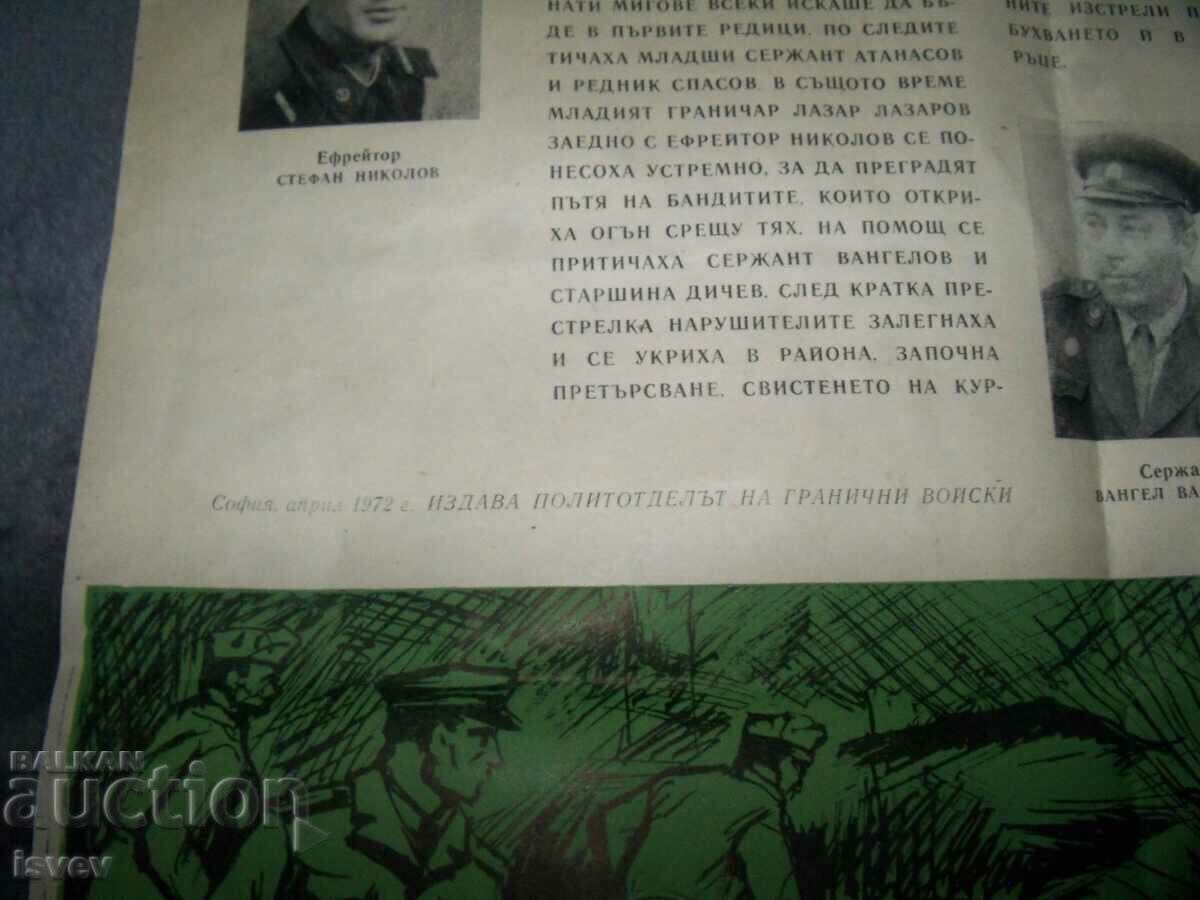 НАТИ МИГОВЕ ВСЕКИ ИСКАШЕ ДА БЪ-
ДЕ В ПЪРВИТЕ РЕДИЦИ. ПО СЛЕДИТЕ
ТИЧАХА МЛАДШИ СЕРЖАНТ АТАНАСОВ
И РЕДНИК СПАСОВ. В СЪЩОТО ВРЕМЕ
МЛАДИЯТ ГРАНИЧАР ЛАЗАР ЛАЗАРОВ
ЗАЕДНО С ЕФРЕЙТОР НИКОЛОВ СЕ ПО-
НЕСОХА УСТРЕМНО, ЗА ДА ПРЕГРАДЯТ
ПЪТЯ НА БАНДИТИТЕ, КОИТО ОТКРИ-
ХА ОГЪН СРЕЩУ ТЯХ. НА ПОМОЩ СЕ
ПРИТИЧАХА СЕРЖАНТ ВАНГЕЛОВ И
СТАРШИНА ДИЧЕВ. СЛЕД КРАТКА ПРЕ-
СТРЕЛКА НАРУШИТЕЛИТЕ ЗАЛЕГНАХА
И СЕ УКРИХА В РАЙОНА. ЗАПОЧНА
ПРЕТЪРСВАНЕ. СВИСТЕНЕТО НА КУР-
НИТЕ ИЗСТРЕЛИ П
БУХВАНЕТО Й В
РЪЦЕ.
Ефрейтор
СТЕФАН НИКОЛОВ
Сержа
ВАНГЕЛ ВА
София, април 1972 г. ИЗДАВА ПОЛИТОТДЕЛЪТ НА ГРАНИЧНИ ВОЙСКИ
BALKAN
auction
isvev